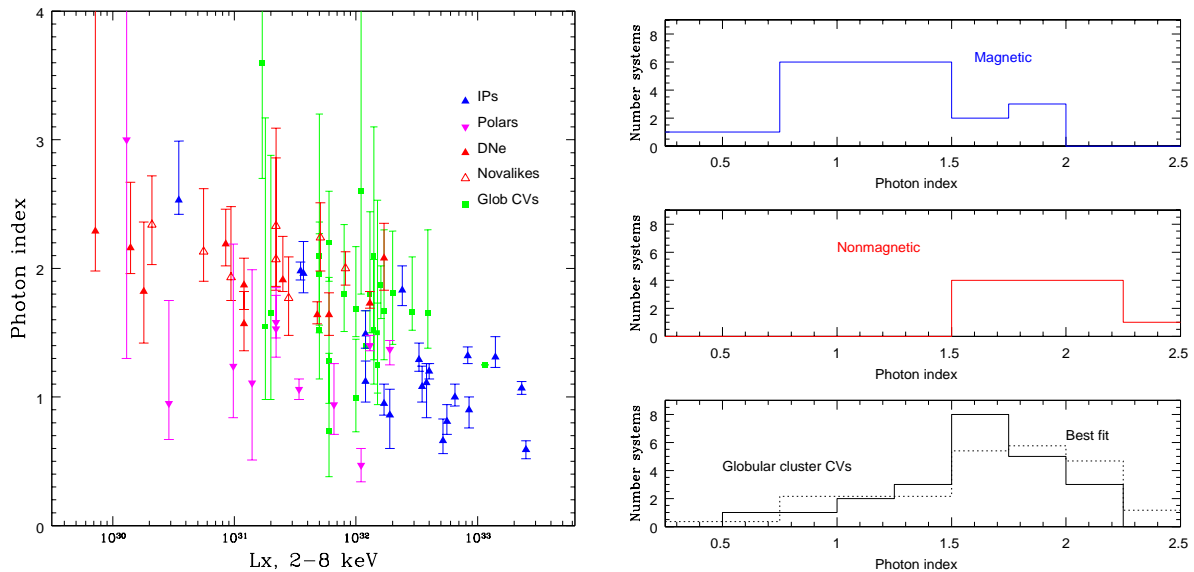 4
3
2
1
0
Photon index
10^30
10^31
10^32
10^33
Lx, 2−8 keV
IPs
Polars
DNe
Novalikes
Glob CVs
8
6
4
2
0
Number systems
Magnetic
0.5
1
1.5
2
2.5
Photon index
8
6
4
2
0
Number systems
Nonmagnetic
0.5
1
1.5
2
2.5
Photon index
8
6
4
2
0
Number systems
Globular cluster CVs
Best fit
0.5
1
1.5
2
2.5
Photon index